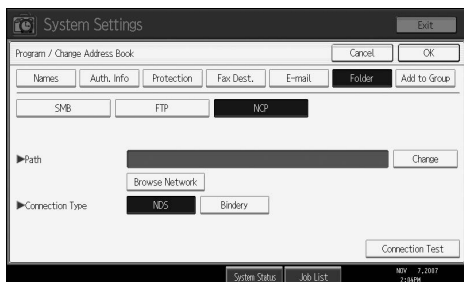 System Settings Exit
Program / Change Address Book Cancel OK
Names Auth. Info Protection Fax Dest. E-mail Folder Add to Group
SMB FTP NCP
▶Path Change
Browse Network
▶Connection Type NDS Bindery
Connection Test
System Status Job List NOV 7,2007
2:04PM